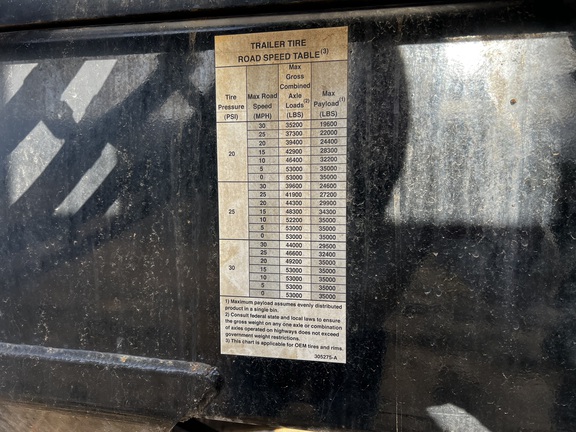 TRAILER TIRE
ROAD SPEED TABLE(3)
Tire Pressure (PSI) Max Road Speed (MPH) Max Gross Combined Axle Loads(2) (LBS) Max Payload(1) (LBS)
20 30 35200 19600
25 37300 22000
20 39400 24400
15 42900 28300
10 46400 32200
5 53000 35000
0 53000 35000
25 30 39600 24600
25 41900 27200
20 44300 29900
15 48300 34300
10 52200 35000
5 53000 35000
0 53000 35000
30 30 44000 29500
25 46600 32400
20 49200 35000
15 53000 35000
10 53000 35000
5 53000 35000
0 53000 35000
1) Maximum payload assumes evenly distributed
product in a single bin.
2) Consult federal state and local laws to ensure
the gross weight on any one axle or combination
of axles operated on highways does not exceed
government weight restrictions.
3) This chart is applicable for OEM tires and rims.
305275-A